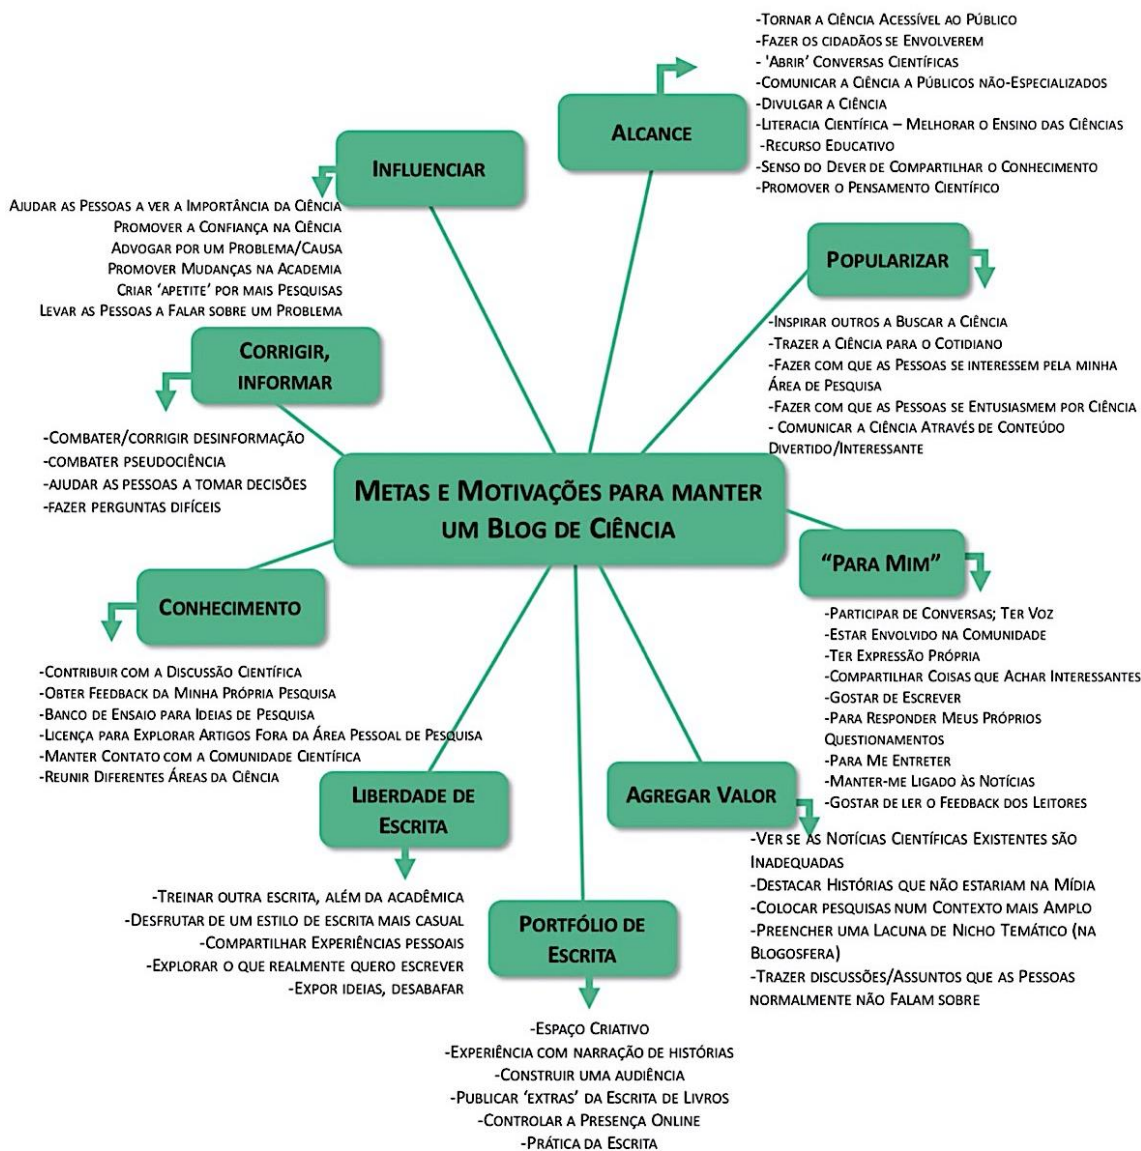 -Tornar a Ciência Acessível ao Público
-Fazer os cidadãos se Envolverem
- 'Abrir' Conversas Científicas
-Comunicar a Ciência a Públicos não-Especializados
-Divulgar a Ciência
-Literacia Científica – Melhorar o Ensino das Ciências
-Recurso Educativo
-Senso do Dever de Compartilhar o Conhecimento
-Promover o Pensamento Científico
Alcance
Influenciar
Ajudar as Pessoas a ver a Importância da Ciência
Promover a Confiança na Ciência
Advogar por um Problema/Causa
Promover Mudanças na Academia
Criar 'apetite' por mais Pesquisas
Levar as Pessoas a Falar sobre um Problema
Popularizar
-Inspirar outros a Buscar a Ciência
-Trazer a Ciência para o Cotidiano
-Fazer com que as Pessoas se interessem pela minha
Área de Pesquisa
-Fazer com que as Pessoas se Entusiasmem por Ciência
- Comunicar a Ciência Através de Conteúdo
Divertido/Interessante
Corrigir,
informar
-Combater/corrigir desinformação
-combater pseudociência
-ajudar as pessoas a tomar decisões
-fazer perguntas difíceis
Metas e Motivações para manter
um Blog de Ciência
"Para Mim"
-Participar de Conversas; Ter Voz
-Estar Envolvido na Comunidade
-Ter Expressão Própria
-Compartilhar Coisas que Achar Interessantes
-Gostar de Escrever
-Para Responder Meus Próprios
Questionamentos
-Para Me Entreter
-Manter-me Ligado às Notícias
-Gostar de ler o Feedback dos Leitores
Conhecimento
-Contribuir com a Discussão Científica
-Obter Feedback da Minha Própria Pesquisa
-Banco de Ensaio para Ideias de Pesquisa
-Licença para Explorar Artigos Fora da Área Pessoal de Pesquisa
-Manter Contato com a Comunidade Científica
-Reunir Diferentes Áreas da Ciência
Liberdade de
Escrita
-Treinar outra escrita, além da acadêmica
-Desfrutar de um estilo de escrita mais casual
-Compartilhar Experiências pessoais
-Explorar o que realmente quero escrever
-Expor ideias, desabafar
Agregar Valor
-Ver se as Notícias Científicas Existentes são
Inadequadas
-Destacar Histórias que não estariam na Mídia
-Colocar pesquisas num Contexto mais Amplo
-Preencher uma Lacuna de Nicho Temático (na
Blogosfera)
-Trazer discussões/Assuntos que as Pessoas
normalmente não Falam sobre
Portfólio de
Escrita
-Espaço Criativo
-Experiência com narração de histórias
-Construir uma audiência
-Publicar 'extras' da Escrita de Livros
-Controlar a Presença Online
-Prática da Escrita